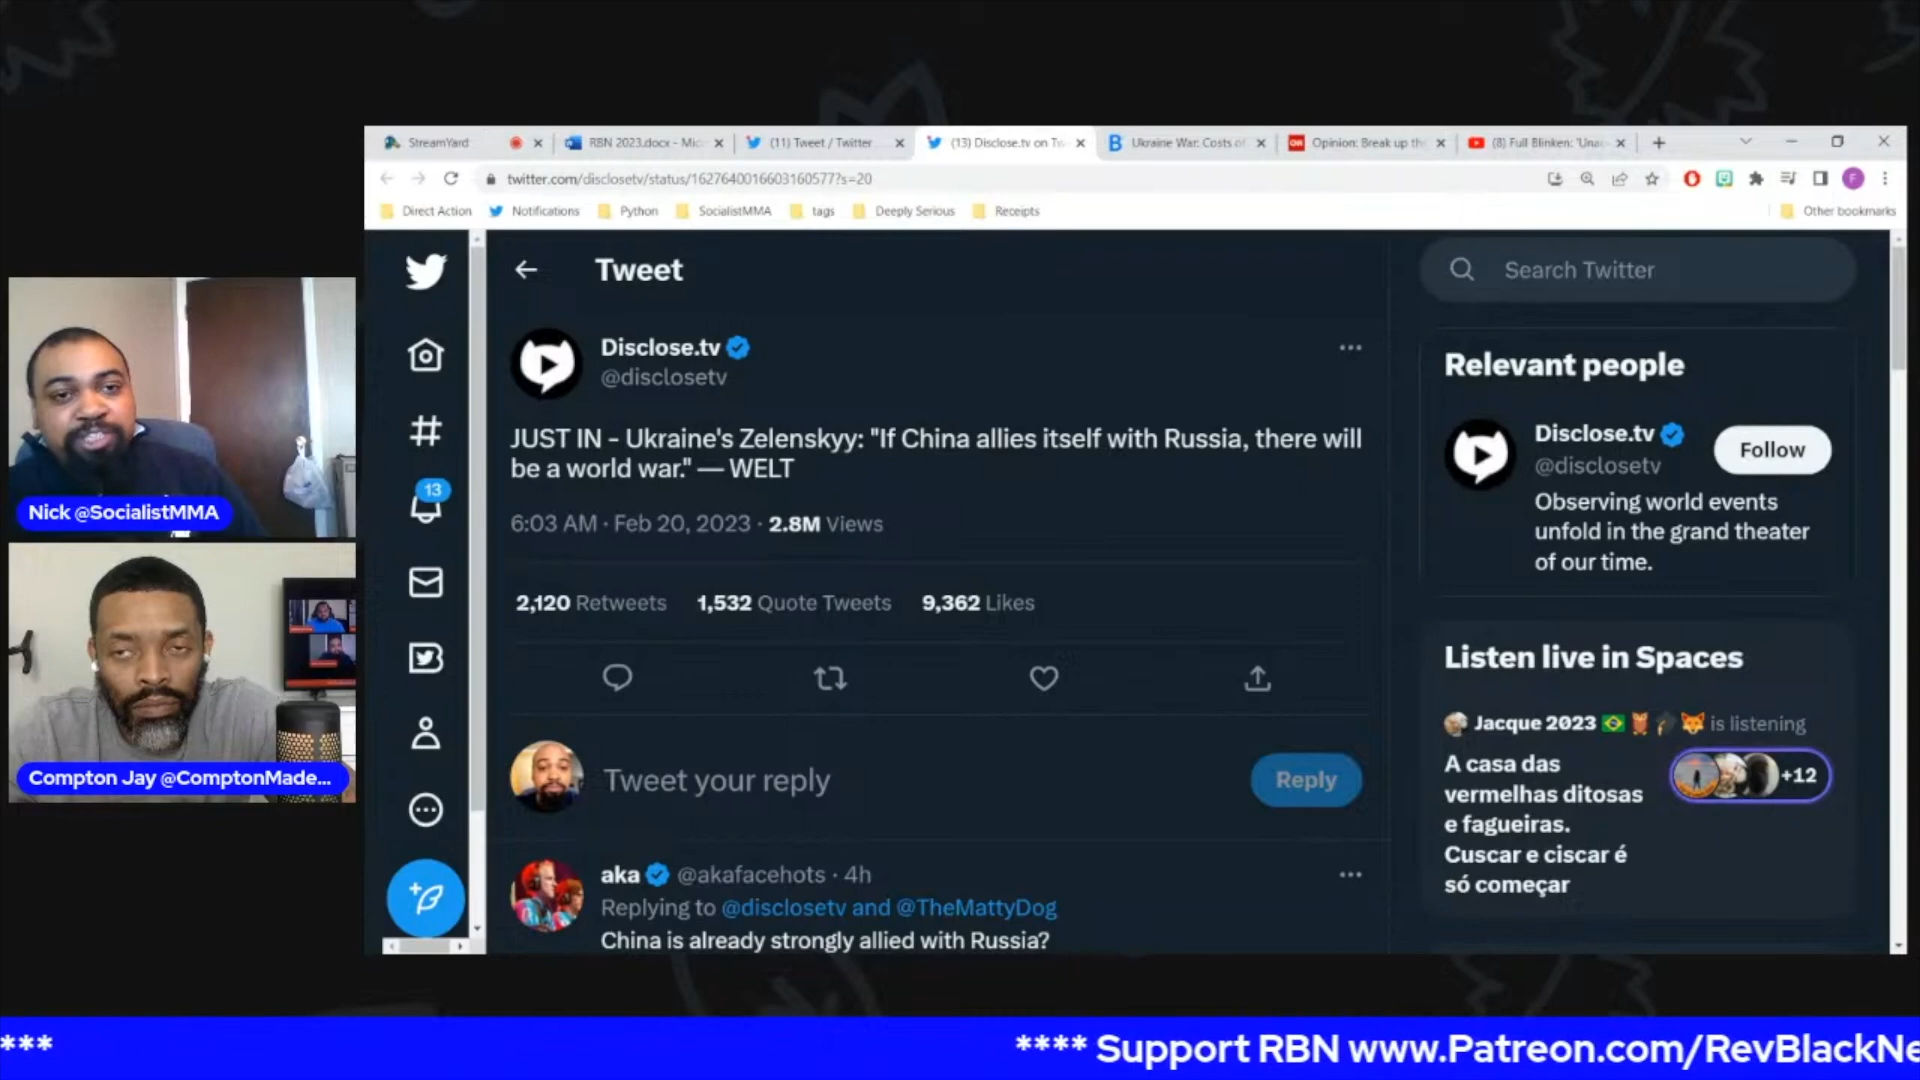 StreamYard
RBN 2023.docx - Mic
(11) Tweet / Twitter
(13) Disclose.tv on Tw
Ukraine War: Costs of
Opinion: Break up the
(8) Full Blinken: 'Una
twitter.com/disclosetv/status/1627640016603160577?s=20
Direct Action
Notifications
Python
SocialistMMA
tags
Deeply Serious
Receipts
Other bookmarks
Tweet
Search Twitter
Disclose.tv
@disclosetv
JUST IN - Ukraine's Zelenskyy: "If China allies itself with Russia, there will
be a world war." — WELT
6:03 AM · Feb 20, 2023 · 2.8M Views
2,120 Retweets 1,532 Quote Tweets 9,362 Likes
13
Tweet your reply
Reply
aka @akafacehots · 4h
Replying to @disclosetv and @TheMattyDog
China is already strongly allied with Russia?
Relevant people
Disclose.tv
@disclosetv
Follow
Observing world events
unfold in the grand theater
of our time.
Listen live in Spaces
Jacque 2023 is listening
A casa das
vermelhas ditosas
e fagueiras.
Cuscar e ciscar é
só começar
+12
Nick @SocialistMMA
Compton Jay @ComptonMade...
*** **** Support RBN www.Patreon.com/RevBlackNe